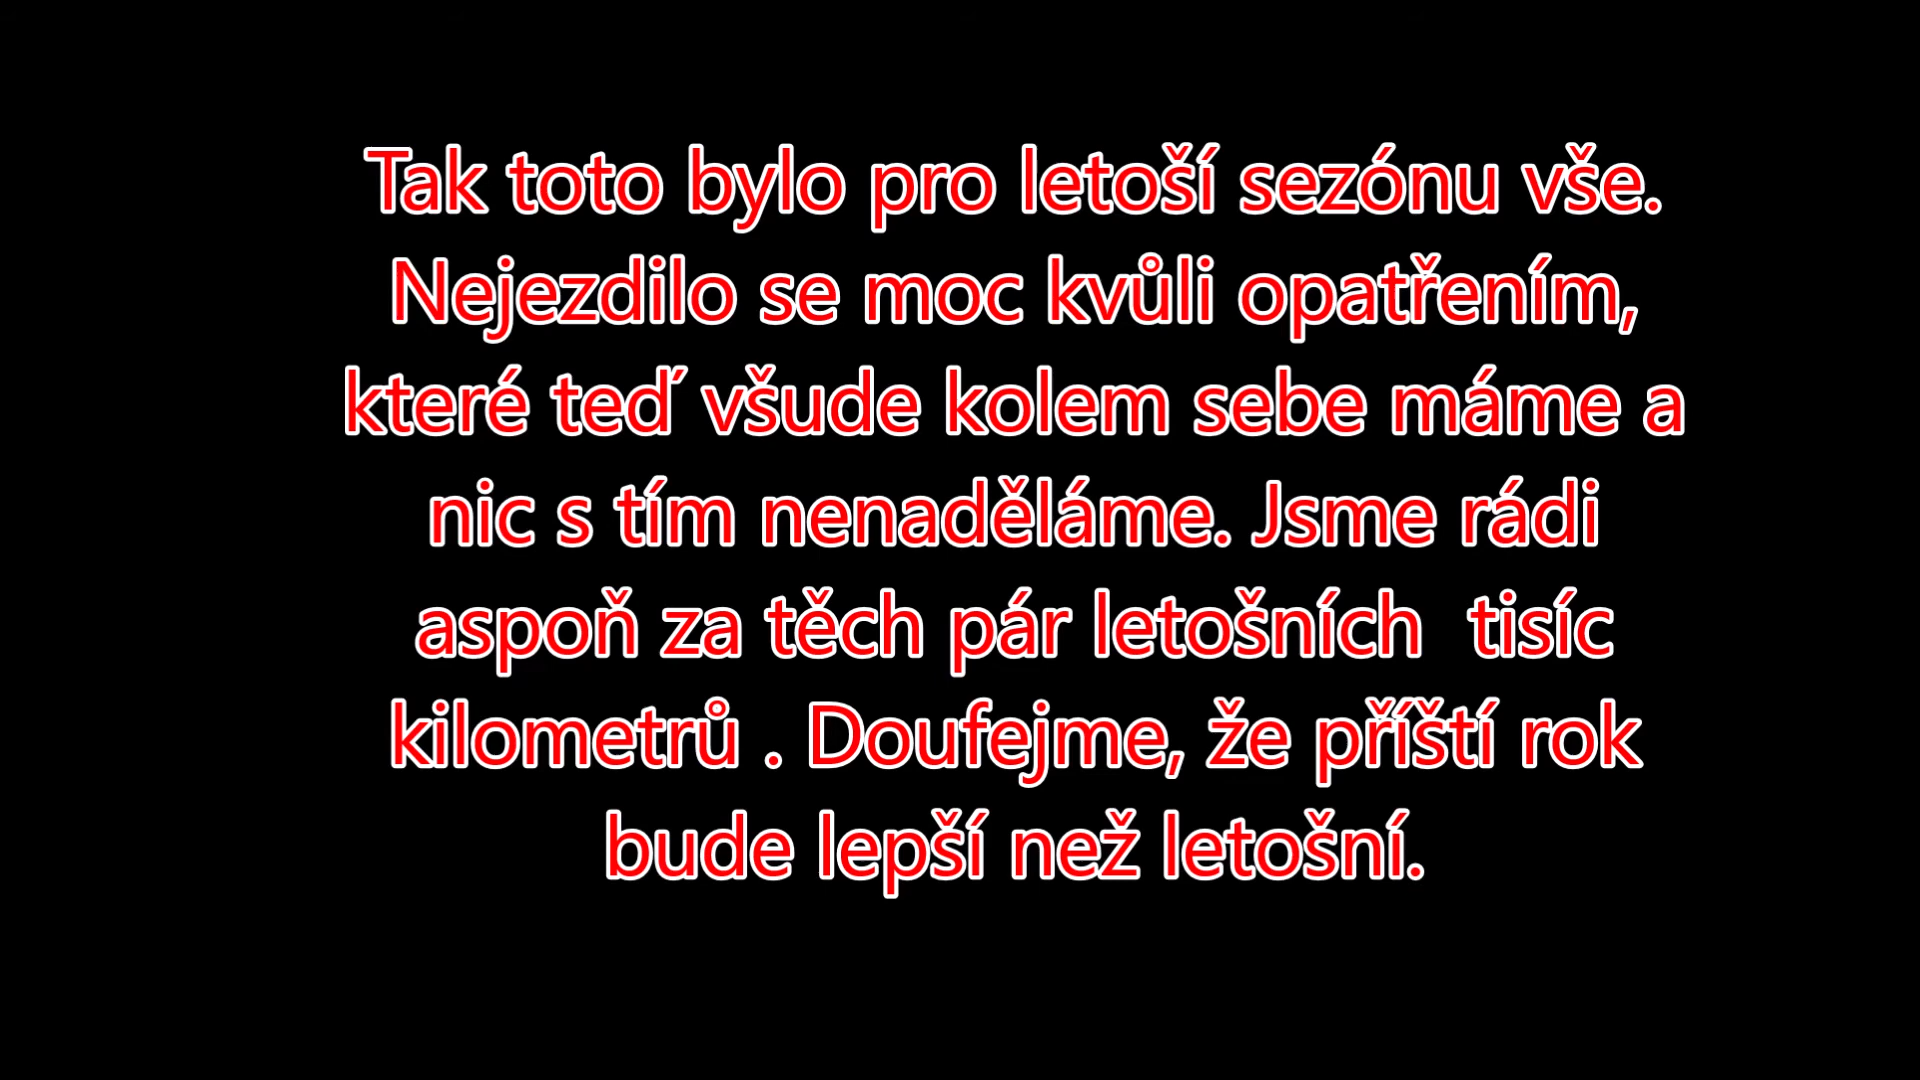 Tak toto bylo pro letoší sezónu vše.
Nejezdilo se moc kvůli opatřením,
které teď všude kolem sebe máme a
nic s tím nenaděláme. Jsme rádi
aspoň za těch pár letošních  tisíc
kilometrů . Doufejme, že příští rok
bude lepší než letošní.